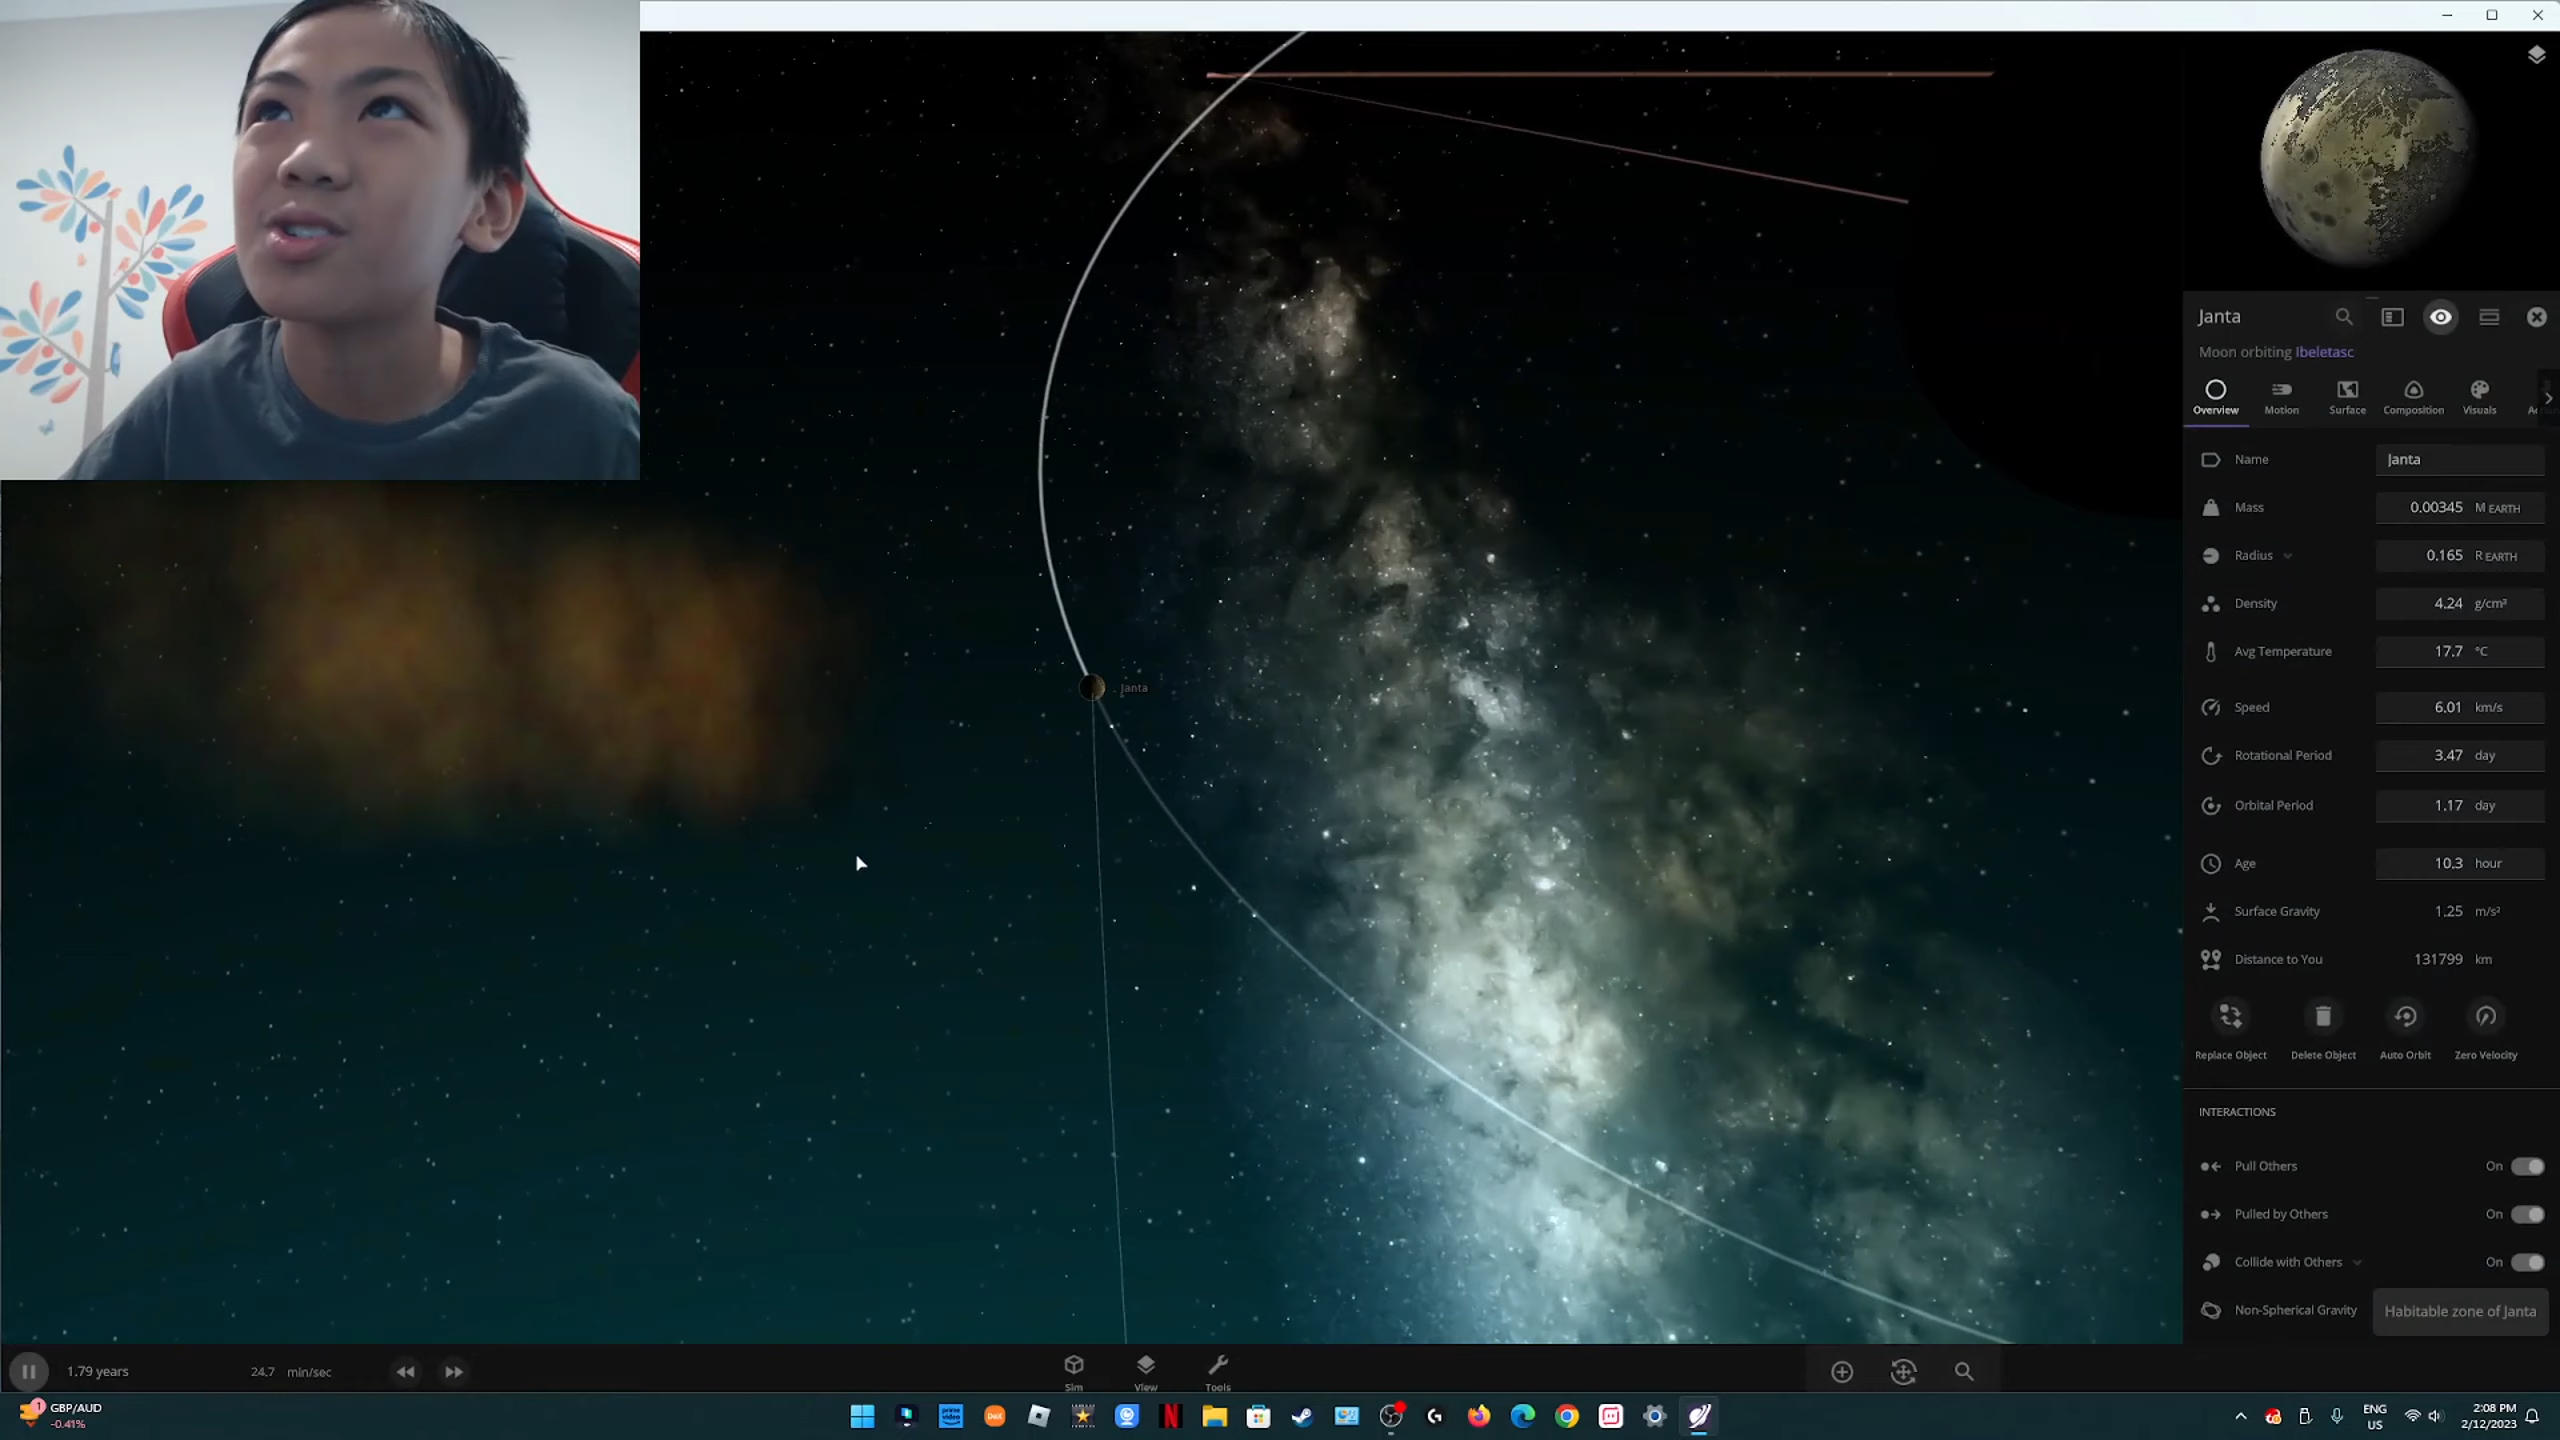 Janta
Janta
Moon orbiting Ibeletasc
Overview Motion Surface Composition Visuals
Name Janta
Mass 0.00345 M EARTH
Radius 0.165 R EARTH
Density 4.24 g/cm³
Avg Temperature 17.7 °C
Speed 6.01 km/s
Rotational Period 3.47 day
Orbital Period 1.17 day
Age 10.3 hour
Surface Gravity 1.25 m/s²
Distance to You 131799 km
Replace Object Delete Object Auto Orbit Zero Velocity
INTERACTIONS
Pull Others On
Pulled by Others On
Collide with Others On
Non-Spherical Gravity Habitable zone of Janta
1.79 years 24.7 min/sec
Sim View Tools
1 GBP/AUD
-0.41%
prime video
DeX
N
G
ENG
US
2:08 PM
2/12/2023